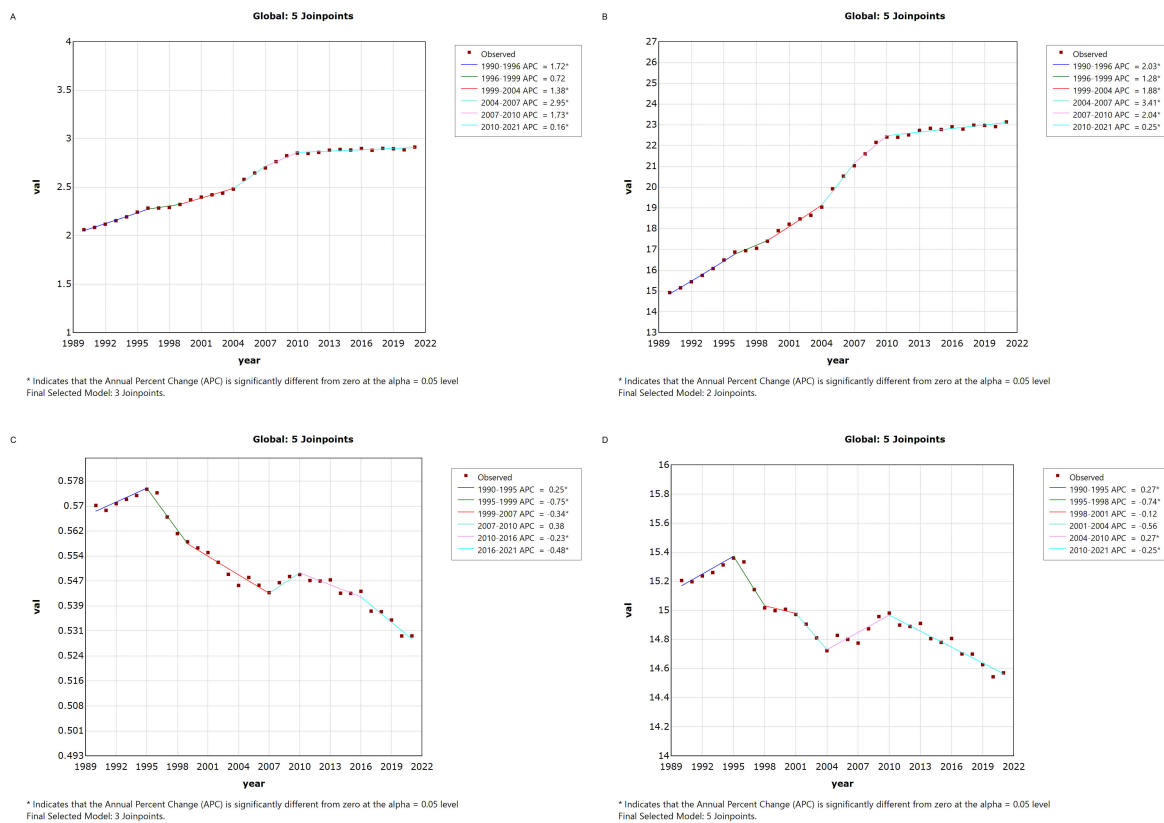 A
Global: 5 Joinpoints
4
3.5
3
2.5
2
1.5
1
val
1989 1992 1995 1998 2001 2004 2007 2010 2013 2016 2019 2022
year
Observed
1990-1996 APC = 1.72*
1996-1999 APC = 0.72
1999-2004 APC = 1.38*
2004-2007 APC = 2.95*
2007-2010 APC = 1.73*
2010-2021 APC = 0.16*
* Indicates that the Annual Percent Change (APC) is significantly different from zero at the alpha = 0.05 level
Final Selected Model: 3 Joinpoints.
B
Global: 5 Joinpoints
27
26
25
24
23
22
21
20
19
18
17
16
15
14
13
val
1989 1992 1995 1998 2001 2004 2007 2010 2013 2016 2019 2022
year
Observed
1990-1996 APC = 2.03*
1996-1999 APC = 1.28*
1999-2004 APC = 1.88*
2004-2007 APC = 3.41*
2007-2010 APC = 2.04*
2010-2021 APC = 0.25*
* Indicates that the Annual Percent Change (APC) is significantly different from zero at the alpha = 0.05 level
Final Selected Model: 2 Joinpoints.
C
Global: 5 Joinpoints
0.578
0.57
0.562
0.554
0.547
0.539
0.531
0.524
0.516
0.508
0.501
0.493
val
1989 1992 1995 1998 2001 2004 2007 2010 2013 2016 2019 2022
year
Observed
1990-1995 APC = 0.25*
1995-1999 APC = -0.75*
1999-2007 APC = -0.34*
2007-2010 APC = 0.38
2010-2016 APC = -0.23*
2016-2021 APC = -0.48*
* Indicates that the Annual Percent Change (APC) is significantly different from zero at the alpha = 0.05 level
Final Selected Model: 3 Joinpoints.
D
Global: 5 Joinpoints
16
15.8
15.6
15.4
15.2
15
14.8
14.6
14.4
14.2
14
val
1989 1992 1995 1998 2001 2004 2007 2010 2013 2016 2019 2022
year
Observed
1990-1995 APC = 0.27*
1995-1998 APC = -0.74*
1998-2001 APC = -0.12
2001-2004 APC = -0.56
2004-2010 APC = 0.27*
2010-2021 APC = -0.25*
* Indicates that the Annual Percent Change (APC) is significantly different from zero at the alpha = 0.05 level
Final Selected Model: 5 Joinpoints.